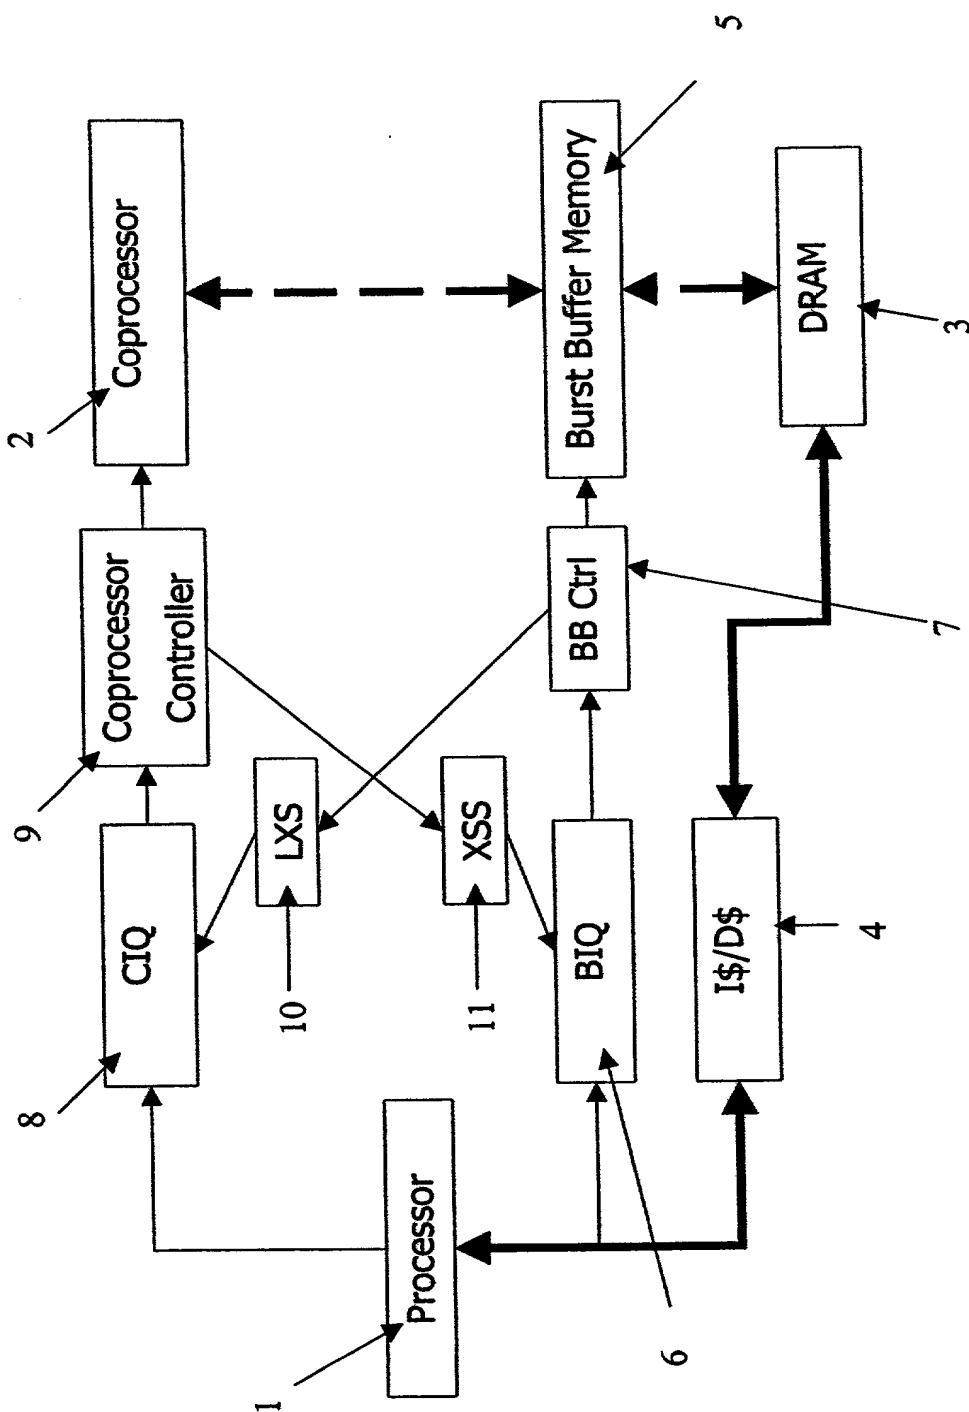 2
Coprocessor
5
Burst Buffer Memory
DRAM
3
9
Coprocessor
Controller
BB Ctrl
7
8
CIQ
LXS
10
XSS
11
BIQ
I$/D$
4
1
Processor
6